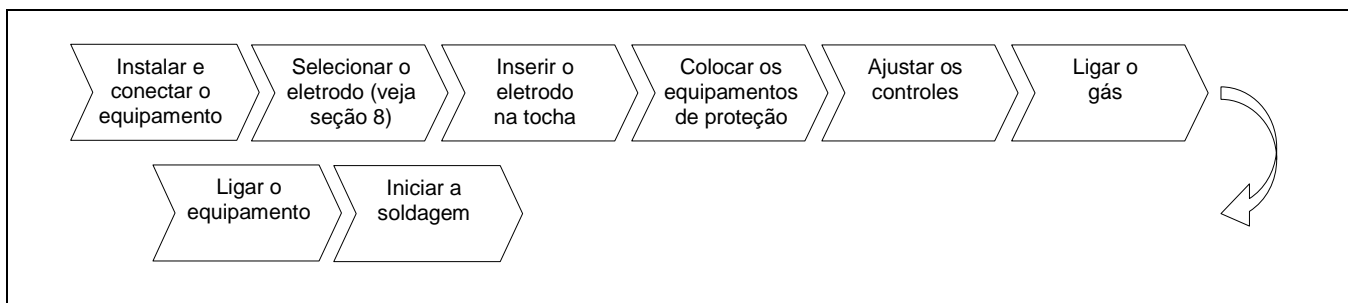 Instalar e
conectar o
equipamento
Selecionar o
eletrodo (veja
seção 8)
Inserir o
eletrodo
na tocha
Colocar os
equipamentos
de proteção
Ajustar os
controles
Ligar o
gás
Ligar o
equipamento
Iniciar a
soldagem